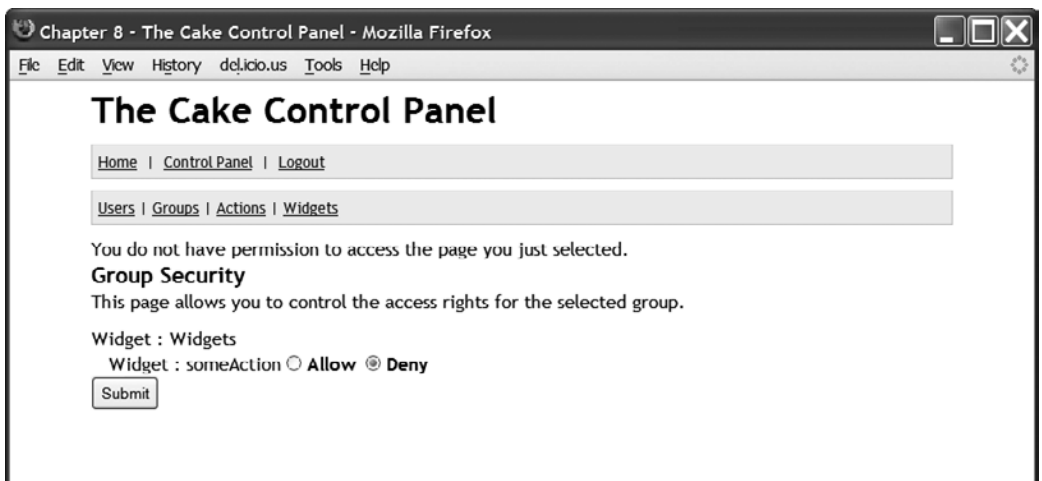 Chapter 8 - The Cake Control Panel - Mozilla Firefox
File Edit View History del.icio.us Tools Help
The Cake Control Panel
Home | Control Panel | Logout
Users | Groups | Actions | Widgets
You do not have permission to access the page you just selected.
Group Security
This page allows you to control the access rights for the selected group.
Widget : Widgets
Widget : someAction Allow Deny
Submit